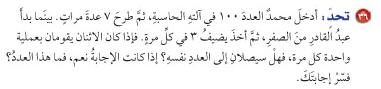 ٣٩ تحدٍّ: أدخلَ محمدٌ العددَ ١٠٠ في آلتِهِ الحاسبةِ، ثمَّ طرحَ ٧ عدةَ مراتٍ. بينَما بدأَ
عبدُ القادرِ منَ الصفرِ، ثمَّ أخذَ يضيفُ ٣ في كلِّ مرةٍ. فإذا كان الاثنان يقومان بعمليةٍ
واحدة كل مرة، فهلْ سيصلانِ إلى العددِ نفسِهِ؟ إذا كانتِ الإجابةُ نعم، فما هذا العددُ؟
فسّرْ إجابتَكَ.